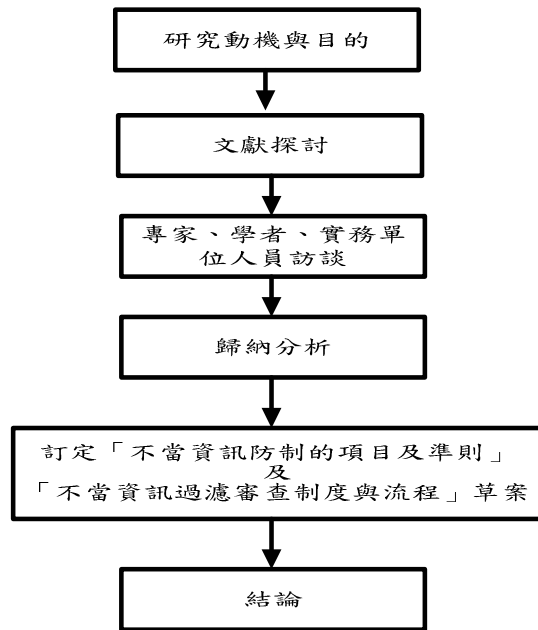 研究動機與目的
文獻探討
專家、學者、實務單
位人員訪談
歸納分析
訂定「不當資訊防制的項目及準則」
及
「不當資訊過濾審查制度與流程」草案
結論